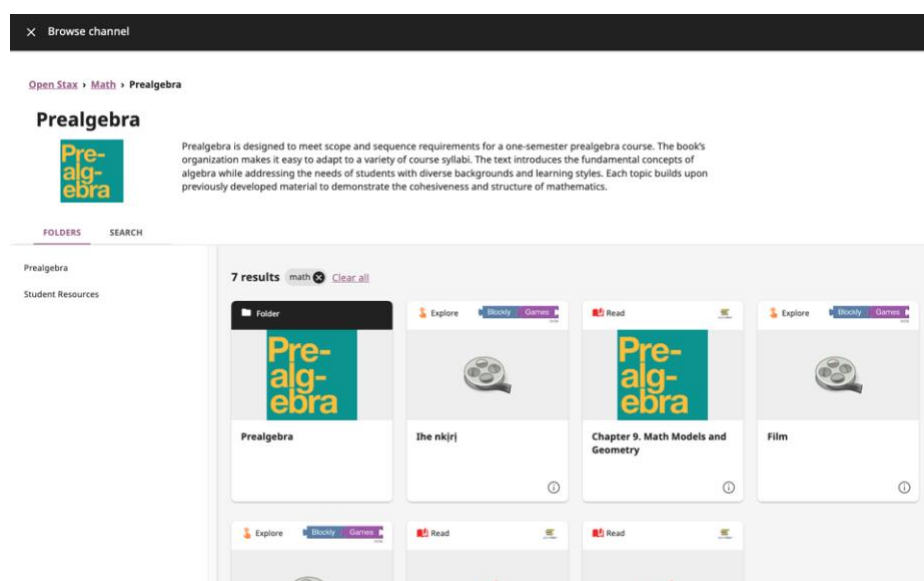 Browse channel
Open Stax › Math › Prealgebra
Prealgebra
Pre-
alg-
ebra
Prealgebra is designed to meet scope and sequence requirements for a one-semester prealgebra course. The book's
organization makes it easy to adapt to a variety of course syllabi. The text introduces the fundamental concepts of
algebra while addressing the needs of students with diverse backgrounds and learning styles. Each topic builds upon
previously developed material to demonstrate the cohesiveness and structure of mathematics.
FOLDERS SEARCH
Prealgebra
Student Resources
7 results math Clear all
Folder
Pre-
alg-
ebra
Prealgebra
Explore Blockly Games
Ihe nkịrị
Read
Pre-
alg-
ebra
Chapter 9. Math Models and
Geometry
Explore Blockly Games
Film
Explore Blockly Games
Read
Read